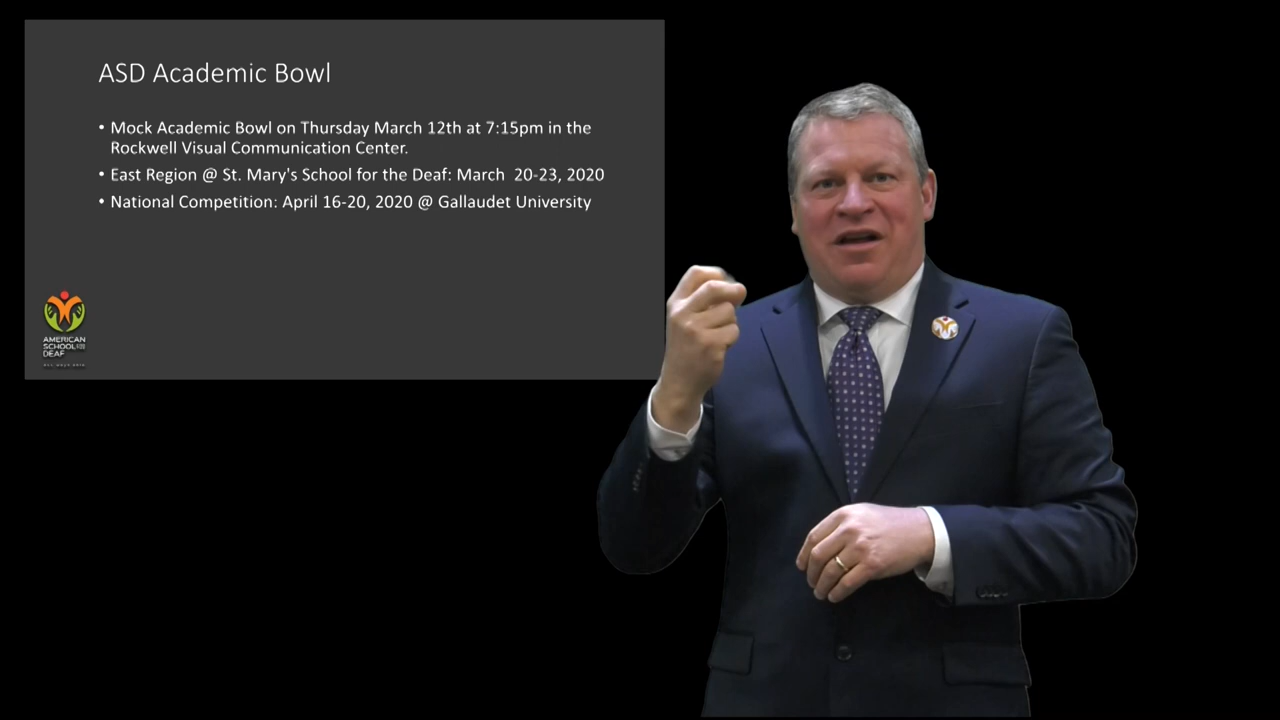 ASD Academic Bowl
• Mock Academic Bowl on Thursday March 12th at 7:15pm in the
Rockwell Visual Communication Center.
• East Region @ St. Mary's School for the Deaf: March 20-23, 2020
• National Competition: April 16-20, 2020 @ Gallaudet University
AMERICAN
SCHOOL
DEAF